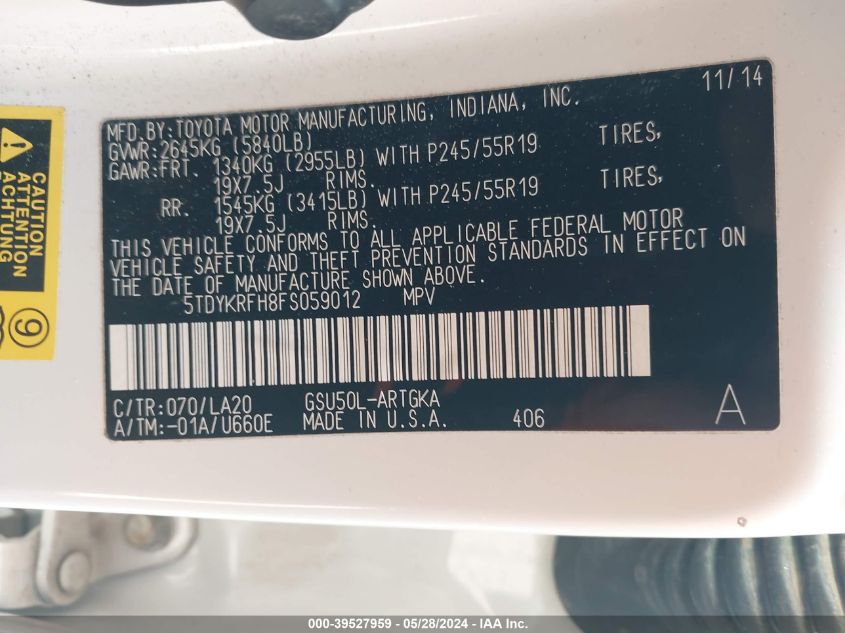 MFD.BY:TOYOTA MOTOR MANUFACTURING, INDIANA, INC. 11/14
GVWR:2645KG (5840LB)
GAWR:FRT. 1340KG (2955LB) WITH P245/55R19 TIRES,
19X7.5J RIMS.
RR. 1545KG (3415LB) WITH P245/55R19 TIRES,
19X7.5J RIMS.
THIS VEHICLE CONFORMS TO ALL APPLICABLE FEDERAL MOTOR
VEHICLE SAFETY AND THEFT PREVENTION STANDARDS IN EFFECT ON
THE DATE OF MANUFACTURE SHOWN ABOVE.
5TDYKRFH8FS059012 MPV
C/TR:070/LA20 GSU50L-ARTGKA
A/TM:-01A/U660E MADE IN U.S.A. 406 A
CAUTION
ATTENTION
ACHTUNG
9
000-39527959 - 05/28/2024 - IAA Inc.